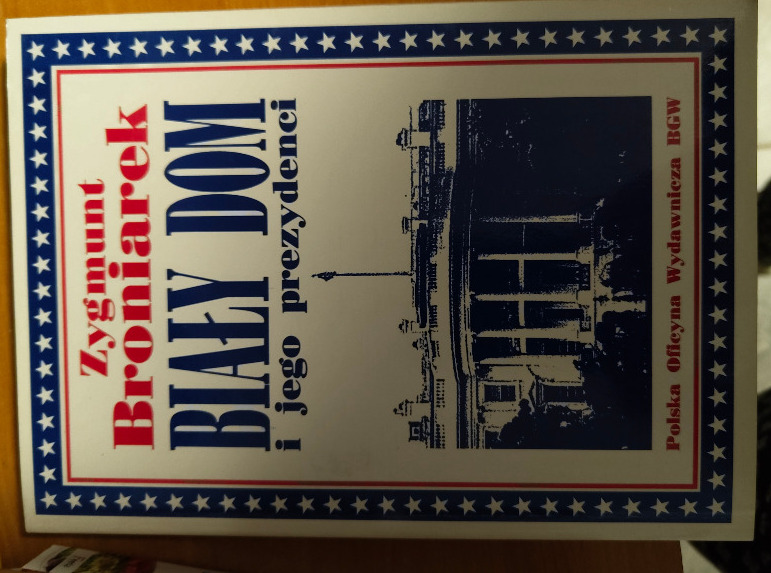 Zygmunt
Broniarek
BIAŁY DOM
i jego prezydenci
Polska Oficyna Wydawnicza BGW